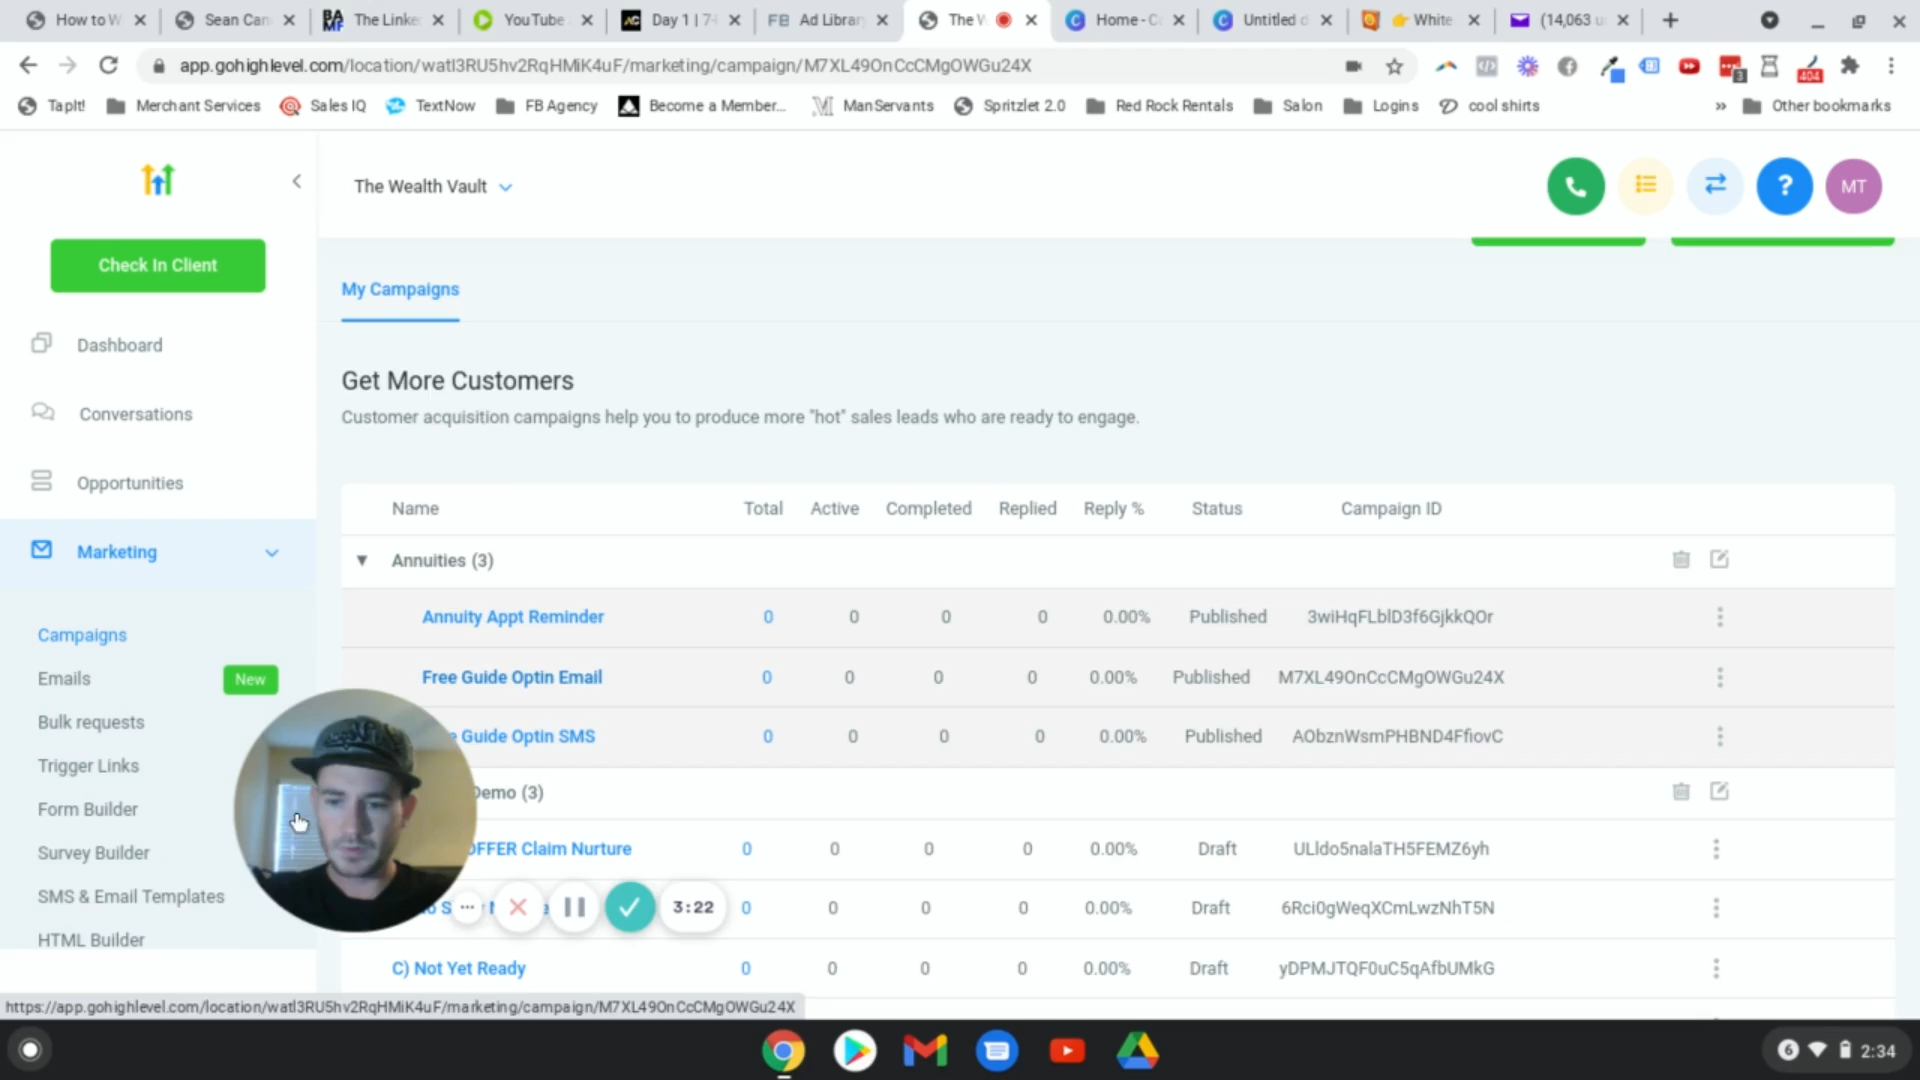 How to W
Sean Can
The Linke
YouTube
Day 1 | 7-
FB Ad Librar
The W
Home - C
Untitled d
White
(14,063 u
app.gohighlevel.com/location/watl3RU5hv2RqHMiK4uF/marketing/campaign/M7XL49OnCcCMgOWGu24X
3
404
TapIt!
Merchant Services
Sales IQ
TextNow
FB Agency
Become a Member...
ManServants
Spritzlet 2.0
Red Rock Rentals
Salon
Logins
cool shirts
»
Other bookmarks
The Wealth Vault
?
MT
Check In Client
Dashboard
Conversations
Opportunities
Marketing
Campaigns
Emails
New
Bulk requests
Trigger Links
Form Builder
Survey Builder
SMS & Email Templates
HTML Builder
My Campaigns
Get More Customers
Customer acquisition campaigns help you to produce more "hot" sales leads who are ready to engage.
Name Total Active Completed Replied Reply % Status Campaign ID
Annuities (3)
Annuity Appt Reminder 0 0 0 0 0.00% Published 3wiHqFLblD3f6GjkkQOr
Free Guide Optin Email 0 0 0 0 0.00% Published M7XL49OnCcCMgOWGu24X
Guide Optin SMS 0 0 0 0 0.00% Published AObznWsmPHBND4FfiovC
Demo (3)
OFFER Claim Nurture 0 0 0 0 0.00% Draft ULldo5nalaTH5FEMZ6yh
0 0 0 0 0.00% Draft 6Rci0gWeqXCmLwzNhT5N
3:22
C) Not Yet Ready 0 0 0 0 0.00% Draft yDPMJTQF0uC5qAfbUMkG
https://app.gohighlevel.com/location/watl3RU5hv2RqHMiK4uF/marketing/campaign/M7XL49OnCcCMgOWGu24X
6
2:34